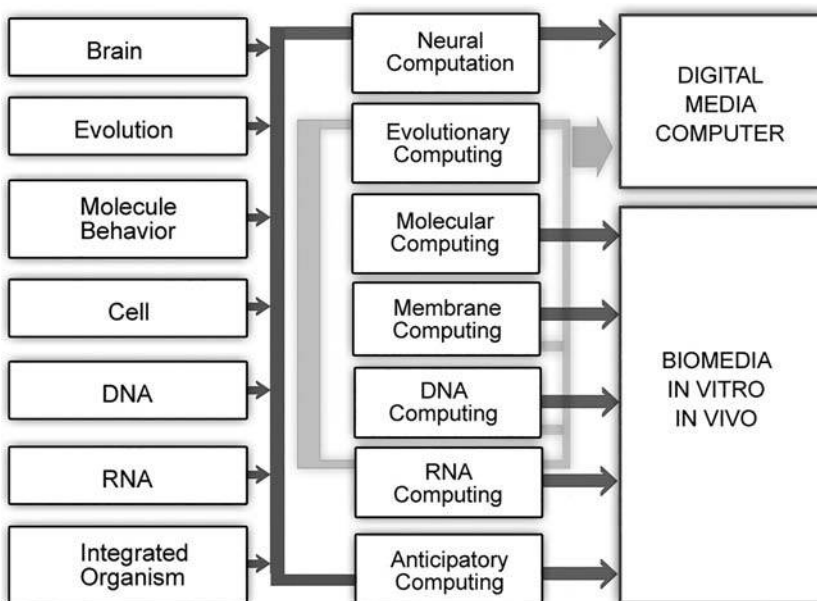 Brain
Evolution
Molecule
Behavior
Cell
DNA
RNA
Integrated
Organism
Neural
Computation
Evolutionary
Computing
Molecular
Computing
Membrane
Computing
DNA
Computing
RNA
Computing
Anticipatory
Computing
DIGITAL
MEDIA
COMPUTER
BIOMEDIA
IN VITRO
IN VIVO